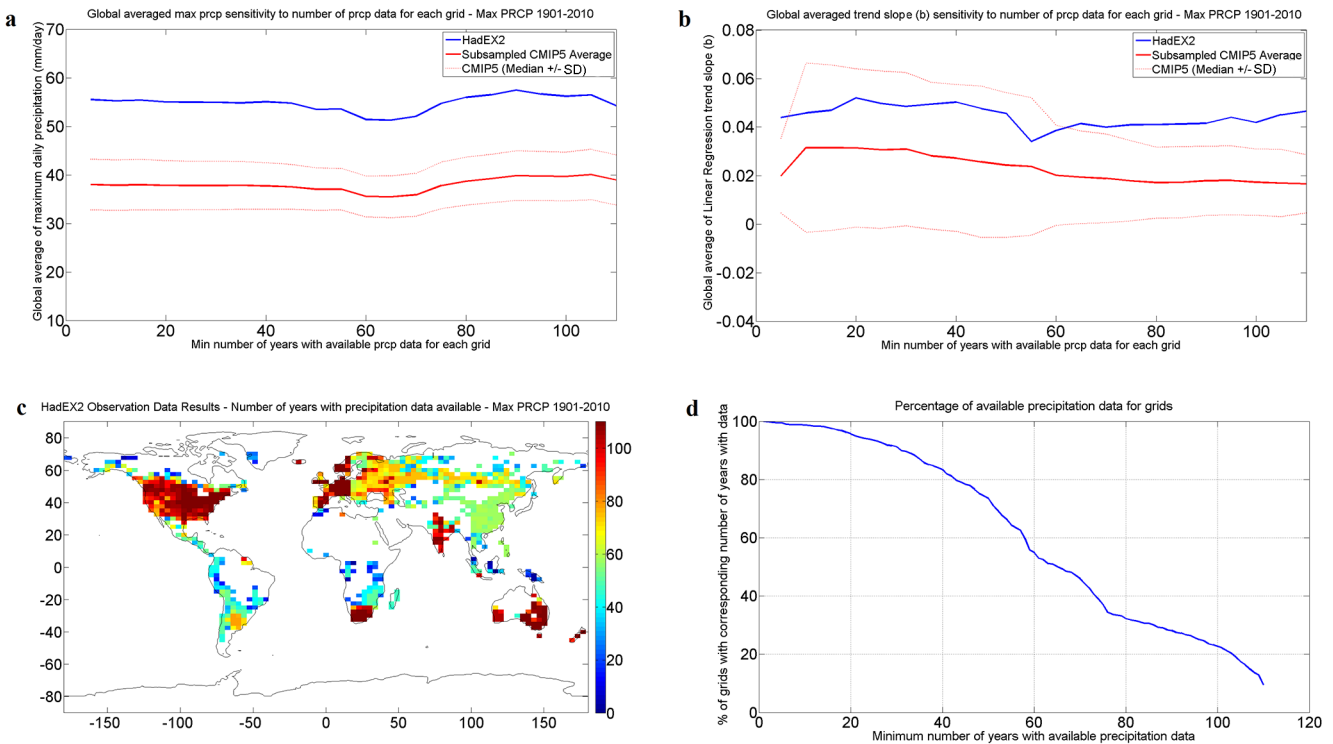 a
Global averaged max prcp sensitivity to number of prcp data for each grid - Max PRCP 1901-2010
Global average of maximum daily precipitation (mm/day)
70
60
50
40
30
20
10
HadEX2
Subsampled CMIP5 Average
CMIP5 (Median +/- SD)
0 20 40 60 80 100
Min number of years with available prcp data for each grid
b
Global averaged trend slope (b) sensitivity to number of prcp data for each grid - Max PRCP 1901-2010
Global average of Linear Regression trend slope (b)
0.08
0.06
0.04
0.02
0
-0.02
-0.04
HadEX2
Subsampled CMIP5 Average
CMIP5 (Median +/- SD)
0 20 40 60 80 100
Min number of years with available prcp data for each grid
c
HadEX2 Observation Data Results - Number of years with precipitation data available - Max PRCP 1901-2010
80
60
40
20
0
-20
-40
-60
-80
-150 -100 -50 0 50 100 150
100
80
60
40
20
0
d
Percentage of available precipitation data for grids
% of grids with corresponding number of years with data
100
80
60
40
20
0
0 20 40 60 80 100 120
Minimum number of years with available precipitation data